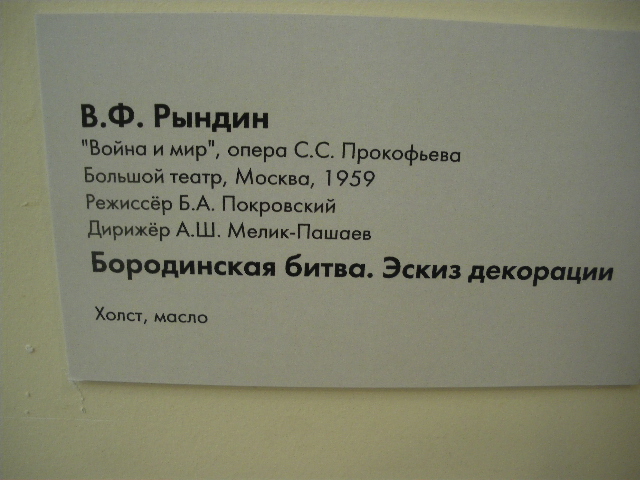 В.Ф. Рындин
"Война и мир", опера С.С. Прокофьева
Большой театр, Москва, 1959
Режиссёр Б.А. Покровский
Дирижёр А.Ш. Мелик-Пашаев
Бородинская битва. Эскиз декорации
Холст, масло